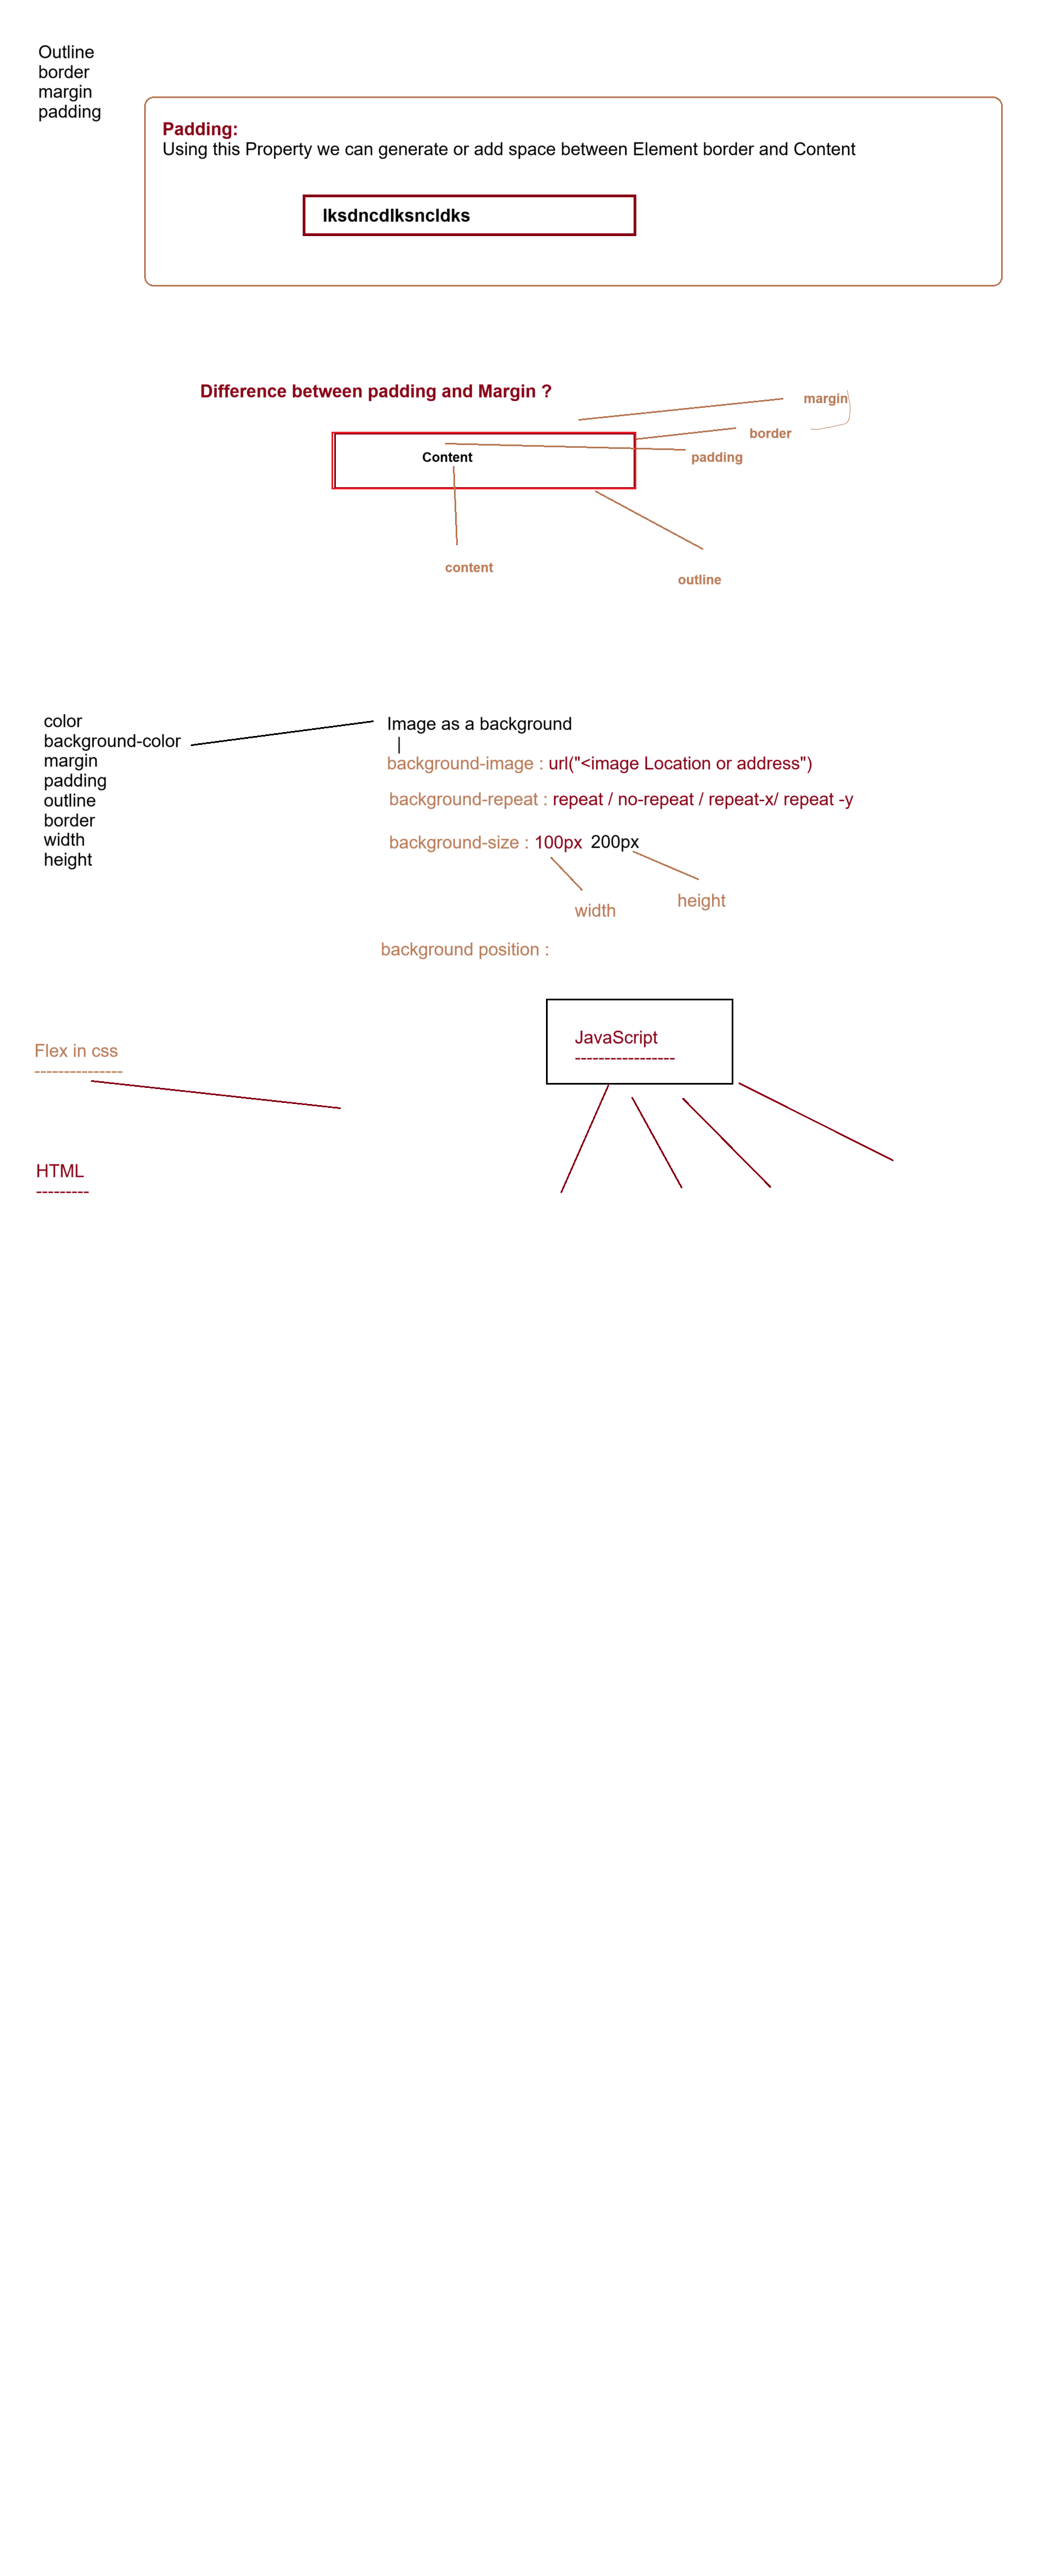 Outline
border
margin
padding
Padding:
Using this Property we can generate or add space between Element border and Content
lksdncdlksncldks
Difference between padding and Margin ?
margin
border
padding
Content
content
outline
color
background-color
margin
padding
outline
border
width
height
Image as a background
background-image : url("<image Location or address")
background-repeat : repeat / no-repeat / repeat-x/ repeat -y
background-size : 100px 200px
width
height
background position :
JavaScript
-----------------
Flex in css
---------------
HTML
---------